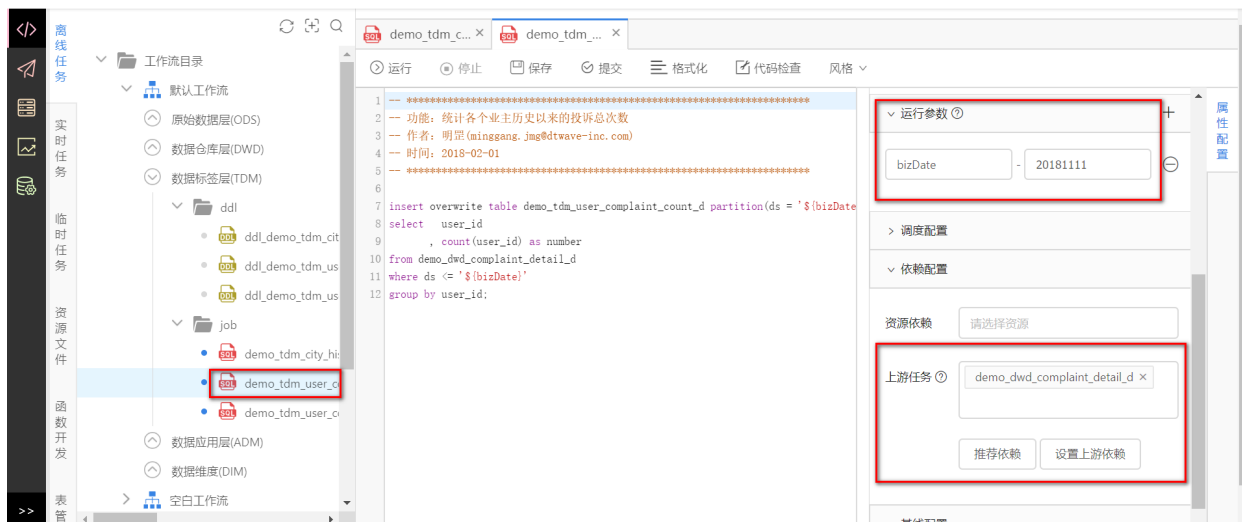 离线任务
实时任务
临时任务
资源文件
函数开发
表管
>>
工作流目录
默认工作流
原始数据层(ODS)
数据仓库层(DWD)
数据标签层(TDM)
ddl
DDL ddl_demo_tdm_cit
DDL ddl_demo_tdm_us
DDL ddl_demo_tdm_us
job
SQL demo_tdm_city_his
SQL demo_tdm_user_co
SQL demo_tdm_user_co
数据应用层(ADM)
数据维度(DIM)
空白工作流
SQL demo_tdm_c... × SQL demo_tdm_... ×
运行 停止 保存 提交 格式化 代码检查 风格
1 -- *********************************************************************
2 -- 功能：统计各个业主历史以来的投诉总次数
3 -- 作者：明罡(minggang.jmg@dtwave-inc.com)
4 -- 时间：2018-02-01
5 -- *********************************************************************
6
7 insert overwrite table demo_tdm_user_complaint_count_d partition(ds = '${bizDate
8 select user_id
9 , count(user_id) as number
10 from demo_dwd_complaint_detail_d
11 where ds <= '${bizDate}'
12 group by user_id;
运行参数 ? +
bizDate - 20181111
调度配置
依赖配置
资源依赖 请选择资源
上游任务 ? demo_dwd_complaint_detail_d ×
推荐依赖 设置上游依赖
属性配置